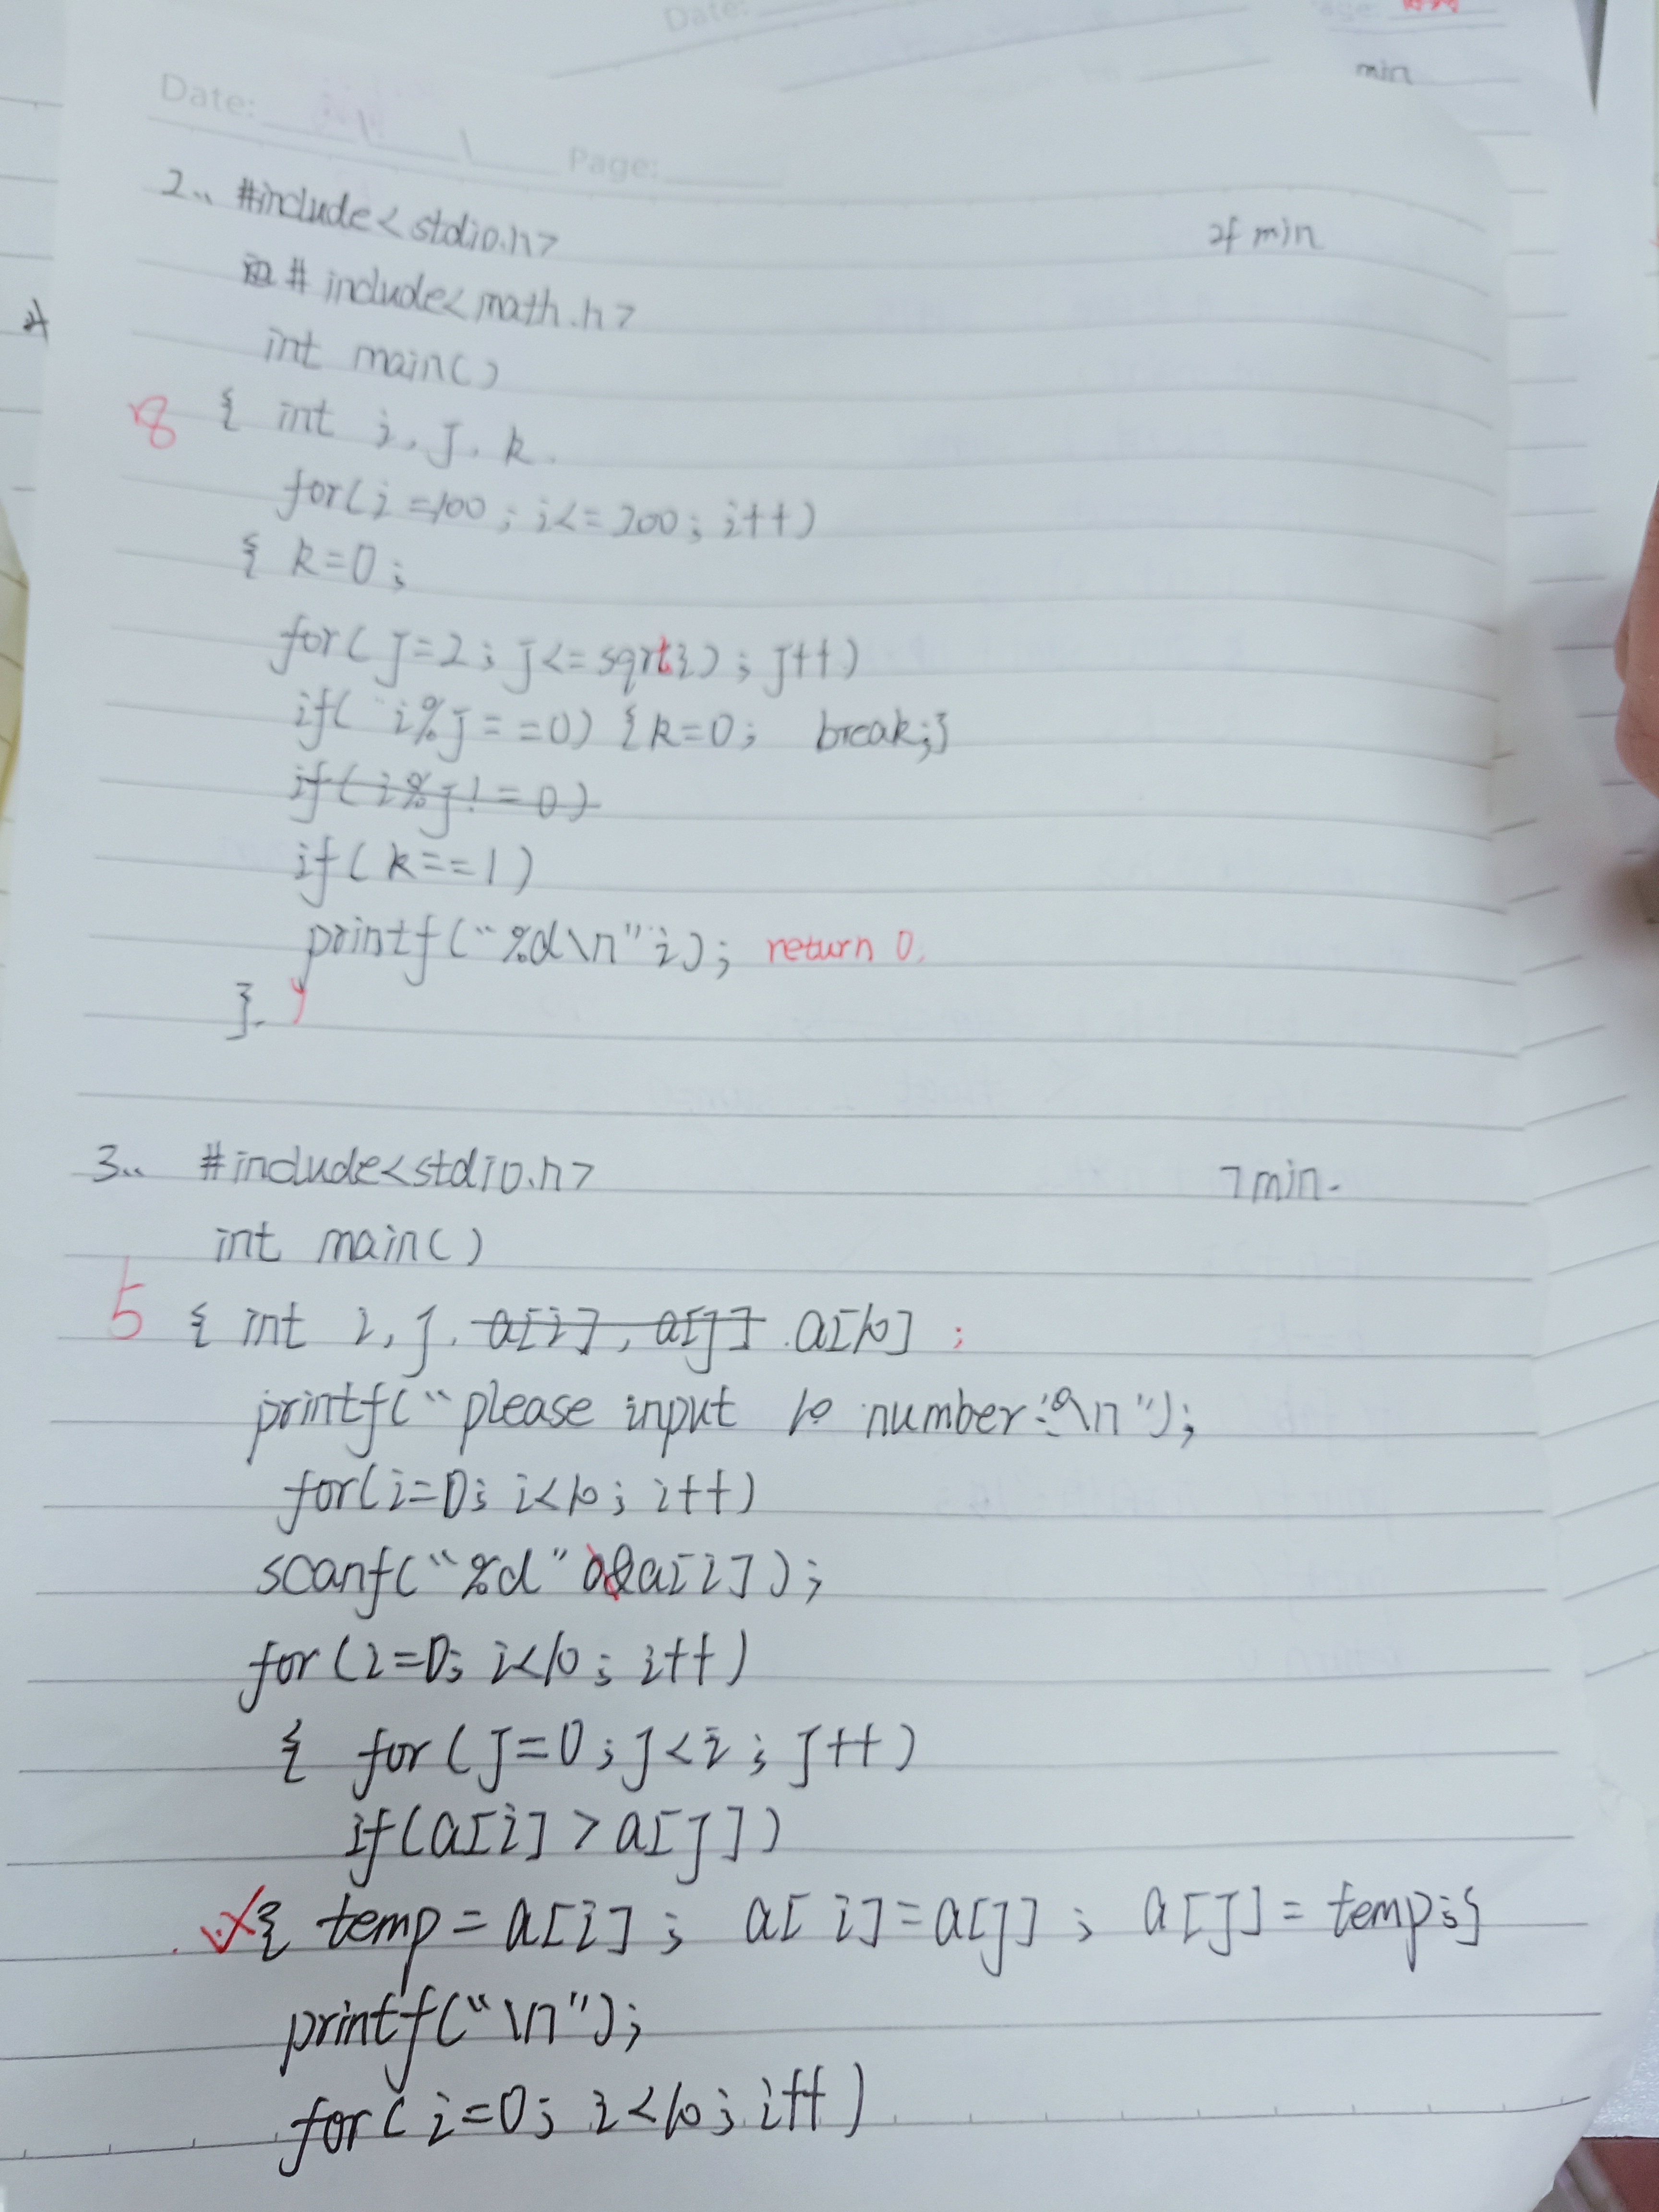 Date:
min
Date: \ \ Page:
2.. #include<stdio.h>
24 min
# include<math.h>
int main()
8
{ int i, j, k.
for(i=100; i<=200; i++)
{ k=0;
for(j=2; j<=sqrti); j++)
if( i%j==0) {k=0; break;}
if(i%j!=0)
if(k==1)
printf("%d\n" i); return 0.
}. }
3.. #include<stdio.h>
7min.
int main()
5
{ int i, j, a[i], a[j] a[10] ;
printf("please input 10 number:\n");
for(i=0; i<10; i++)
scanf("%d" &a[i]);
for(i=0; i<10; i++)
{ for(j=0; j<i; j++)
if(a[i]>a[j])
{ temp=a[i]; a[i]=a[j]; a[j]=temp;}
printf("\n");
for(i=0; i<10; i++)